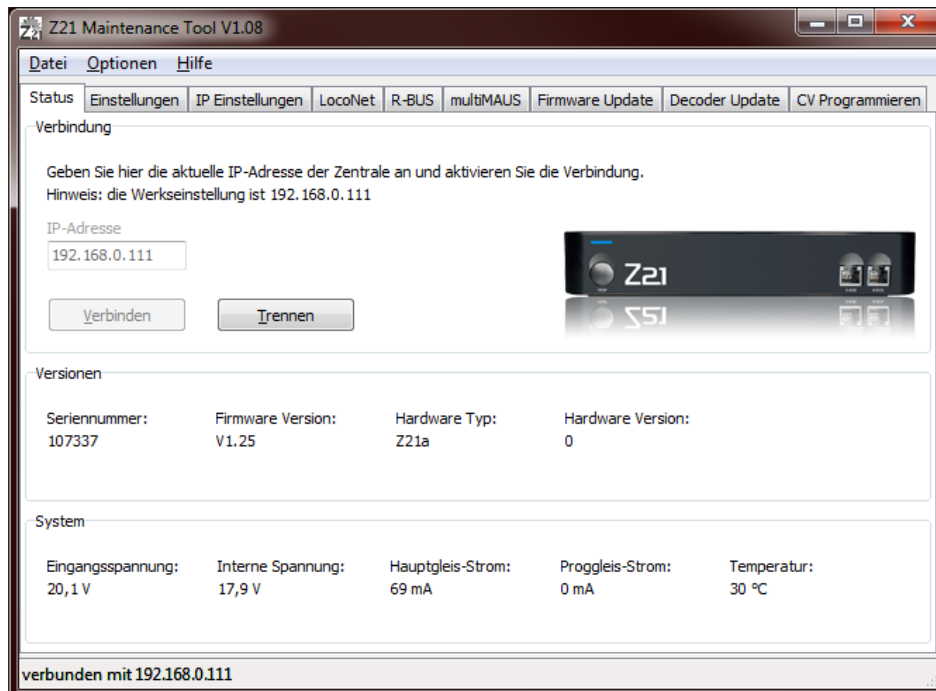 Z21 Maintenance Tool V1.08
Datei Optionen Hilfe
Status Einstellungen IP Einstellungen LocoNet R-BUS multiMAUS Firmware Update Decoder Update CV Programmieren
Verbindung
Geben Sie hier die aktuelle IP-Adresse der Zentrale an und aktivieren Sie die Verbindung.
Hinweis: die Werkseinstellung ist 192.168.0.111
IP-Adresse
192.168.0.111
Z21
Verbinden Trennen
Versionen
Seriennummer: Firmware Version: Hardware Typ: Hardware Version:
107337 V1.25 Z21a 0
System
Eingangsspannung: Interne Spannung: Hauptgleis-Strom: Proggleis-Strom: Temperatur:
20,1 V 17,9 V 69 mA 0 mA 30 °C
verbunden mit 192.168.0.111